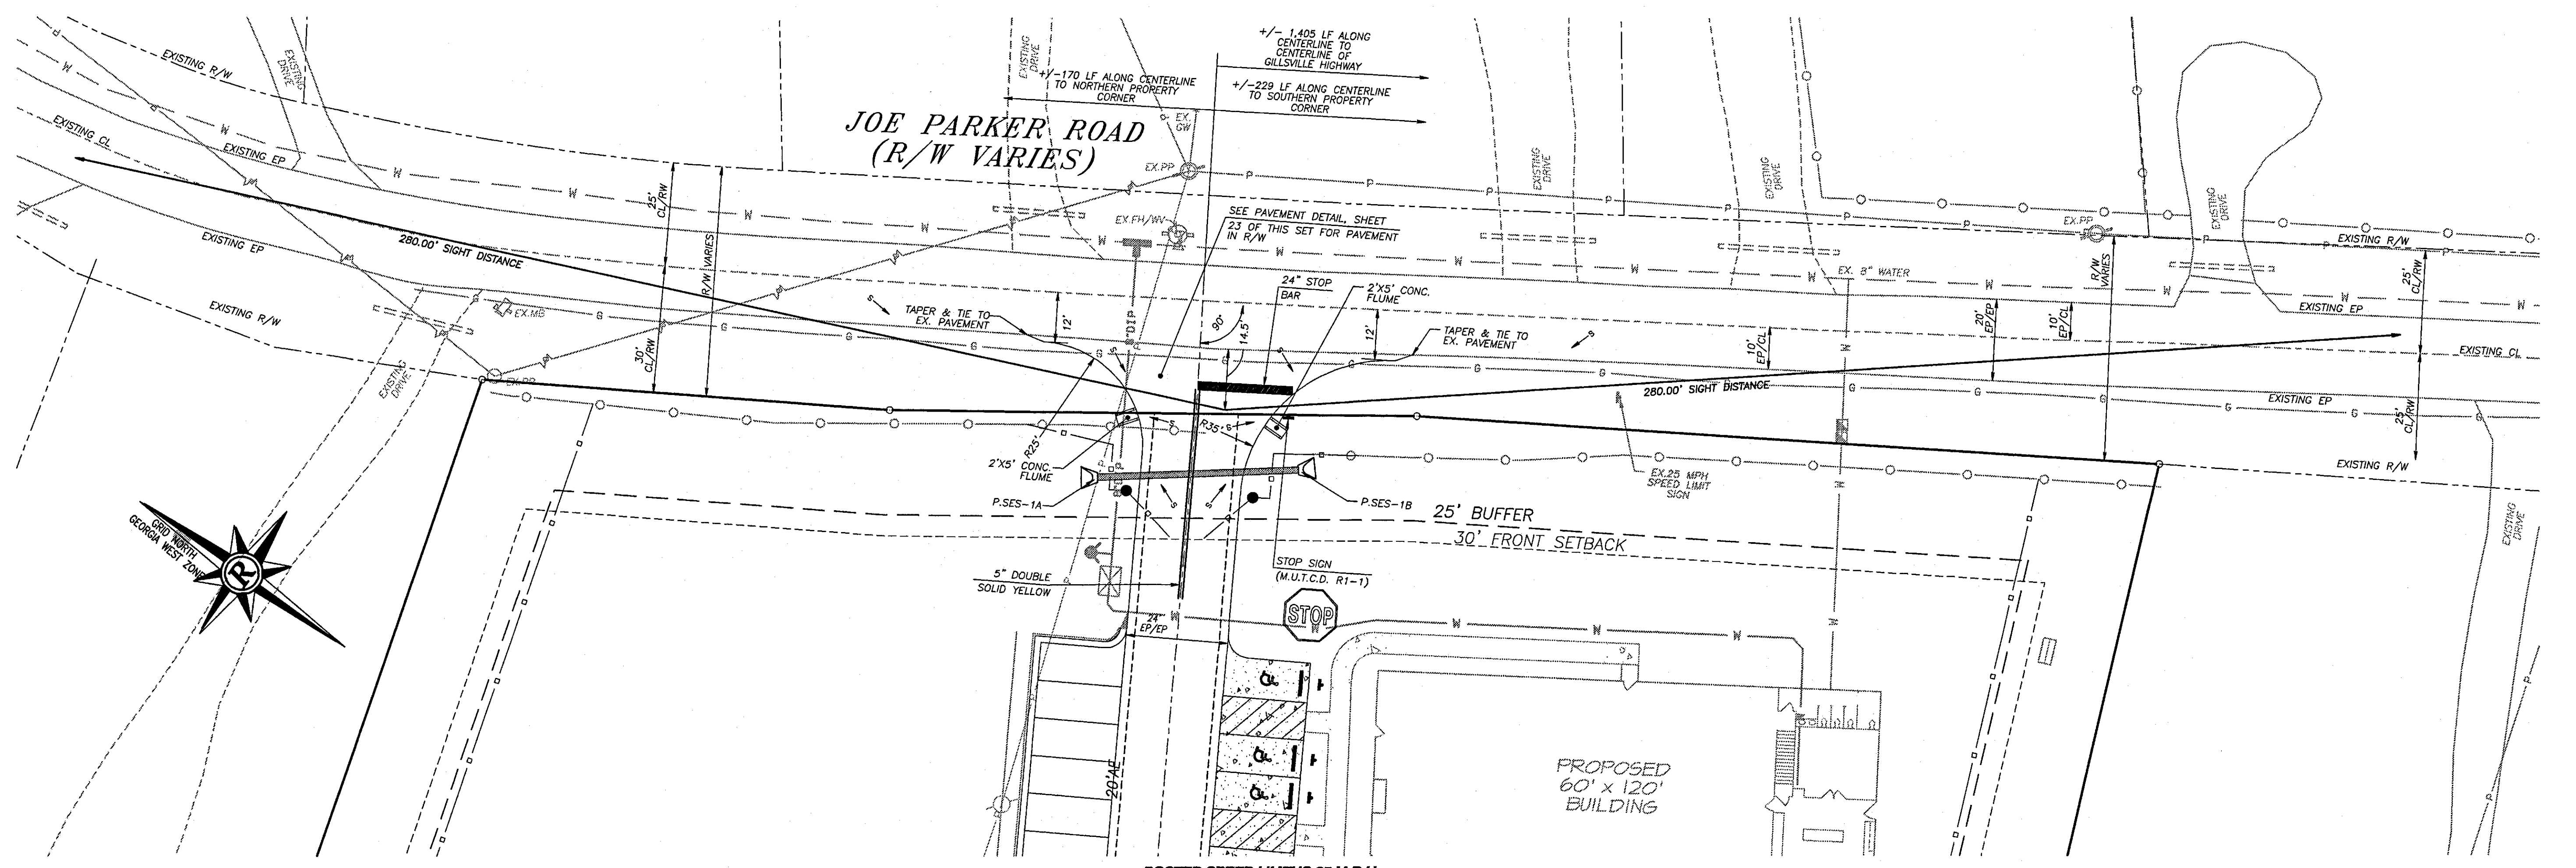 +/- 1,405 LF ALONG
CENTERLINE TO
CENTERLINE OF
GILLSVILLE HIGHWAY
+/-170 LF ALONG CENTERLINE
TO NORTHERN PROPERTY
CORNER
+/-229 LF ALONG CENTERLINE
TO SOUTHERN PROPERTY
CORNER
EXISTING R/W
EXISTING
DRIVE
EXISTING
DRIVE
JOE PARKER ROAD
(R/W VARIES)
EX.
GW
EX.PP
EXISTING CL
EXISTING EP
EXISTING EP
25'
CL/RW
R/W VARIES
30'
CL/RW
280.00' SIGHT DISTANCE
EX.FH/WV
SEE PAVEMENT DETAIL, SHEET
23 OF THIS SET FOR PAVEMENT
IN R/W
EXISTING
DRIVE
EXISTING
DRIVE
EXISTING
DRIVE
EX.PP
EXISTING R/W
EX. 8" WATER
R/W
VARIES
25'
CL/RW
EXISTING EP
20'
EP/EP
10'
EP/CL
10'
EP/CL
EXISTING CL
EXISTING R/W
EX.MB
TAPER & TIE TO
EX. PAVEMENT
12'
8"DIP
90°
14.5'
24" STOP
BAR
2'X5' CONC.
FLUME
12'
TAPER & TIE TO
EX. PAVEMENT
EX.PP
EXISTING
DRIVE
280.00' SIGHT DISTANCE
EXISTING EP
25'
CL/RW
R25'
R35'
2'X5' CONC.
FLUME
P.SES-1A
P.SES-1B
EX.25 MPH
SPEED LIMIT
SIGN
EXISTING R/W
EXISTING
DRIVE
25' BUFFER
30' FRONT SETBACK
GRID NORTH
GEORGIA WEST ZONE
R
5" DOUBLE
SOLID YELLOW
STOP SIGN
(M.U.T.C.D. R1-1)
STOP
24'
EP/EP
20'AE
PROPOSED
60' x 120'
BUILDING